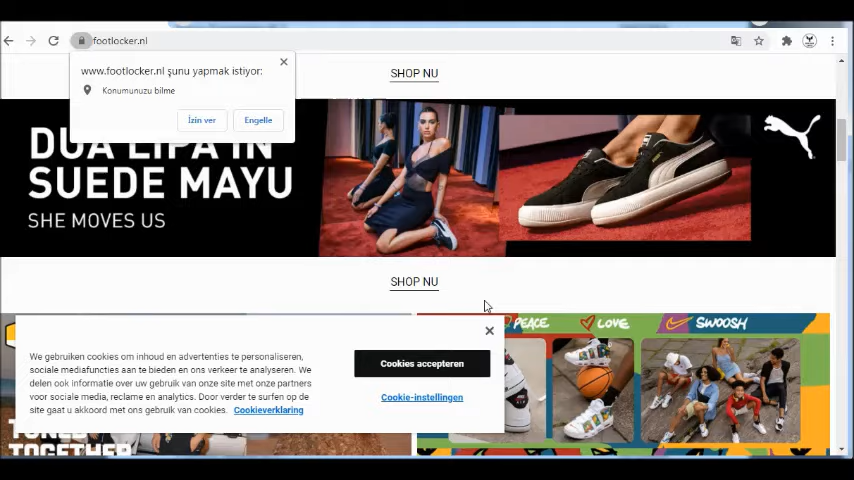 footlocker.nl
www.footlocker.nl şunu yapmak istiyor:
Konumunuzu bilme
İzin ver
Engelle
SHOP NU
DUA LIPA IN
SUEDE MAYU
SHE MOVES US
SHOP NU
PEACE
LOVE
SWOOSH
We gebruiken cookies om inhoud en advertenties te personaliseren,
sociale mediafuncties aan te bieden en ons verkeer te analyseren. We
delen ook informatie over uw gebruik van onze site met onze partners
voor sociale media, reclame en analytics. Door verder te surfen op de
site gaat u akkoord met ons gebruik van cookies. Cookieverklaring
Cookies accepteren
Cookie-instellingen
TUNED
TOGETHER